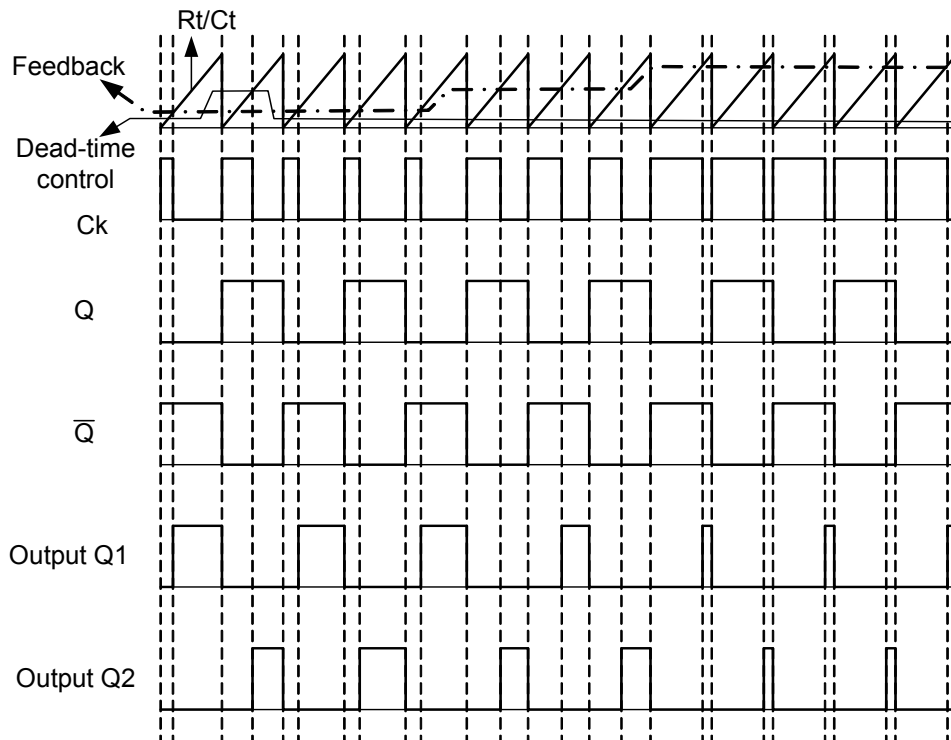 Rt/Ct
Feedback
Dead-time
control
Ck
Q
Q̅
Output Q1
Output Q2